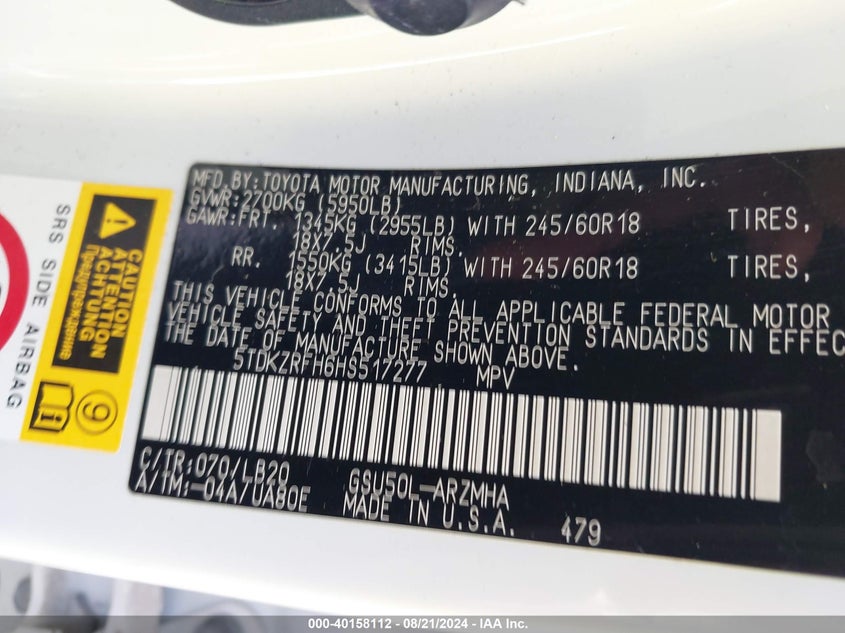 MFD.BY:TOYOTA MOTOR MANUFACTURING, INDIANA, INC.
GVWR:2700KG (5950LB)
GAWR:FRT. 1345KG (2955LB) WITH 245/60R18 TIRES,
18X7.5J RIMS.
RR. 1550KG (3415LB) WITH 245/60R18 TIRES,
18X7.5J RIMS.
THIS VEHICLE CONFORMS TO ALL APPLICABLE FEDERAL MOTOR
VEHICLE SAFETY AND THEFT PREVENTION STANDARDS IN EFFEC
THE DATE OF MANUFACTURE SHOWN ABOVE.
5TDKZRFH6HS517277 MPV
C/TR:070/LB20 GSU50L-ARZMHA
A/TM:-04A/UA80E MADE IN U.S.A. 479
SRS SIDE AIRBAG
CAUTION
ATTENTION
ACHTUNG
Предупреждение
9
000-40158112 - 08/21/2024 - IAA Inc.